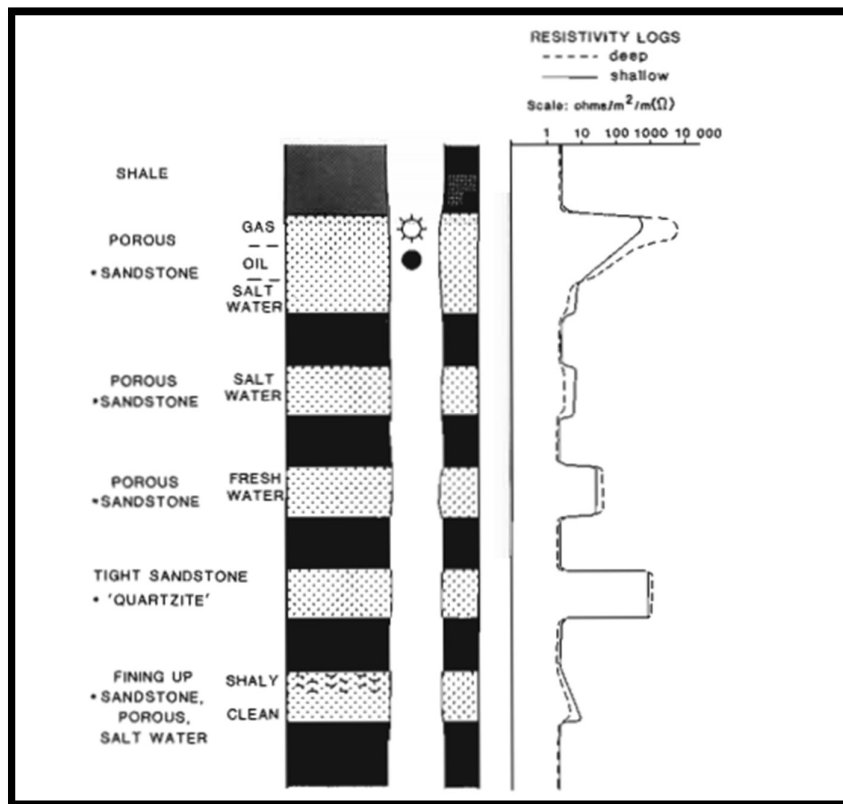 RESISTIVITY LOGS
deep
shallow
Scale: ohms/m²/m(Ω)
1 10 100 1000 10 000
SHALE
GAS
POROUS
• SANDSTONE
OIL
SALT
WATER
POROUS
•SANDSTONE
SALT
WATER
POROUS
•SANDSTONE
FRESH
WATER
TIGHT SANDSTONE
• 'QUARTZITE'
FINING UP
•SANDSTONE,
POROUS,
SALT WATER
SHALY
CLEAN